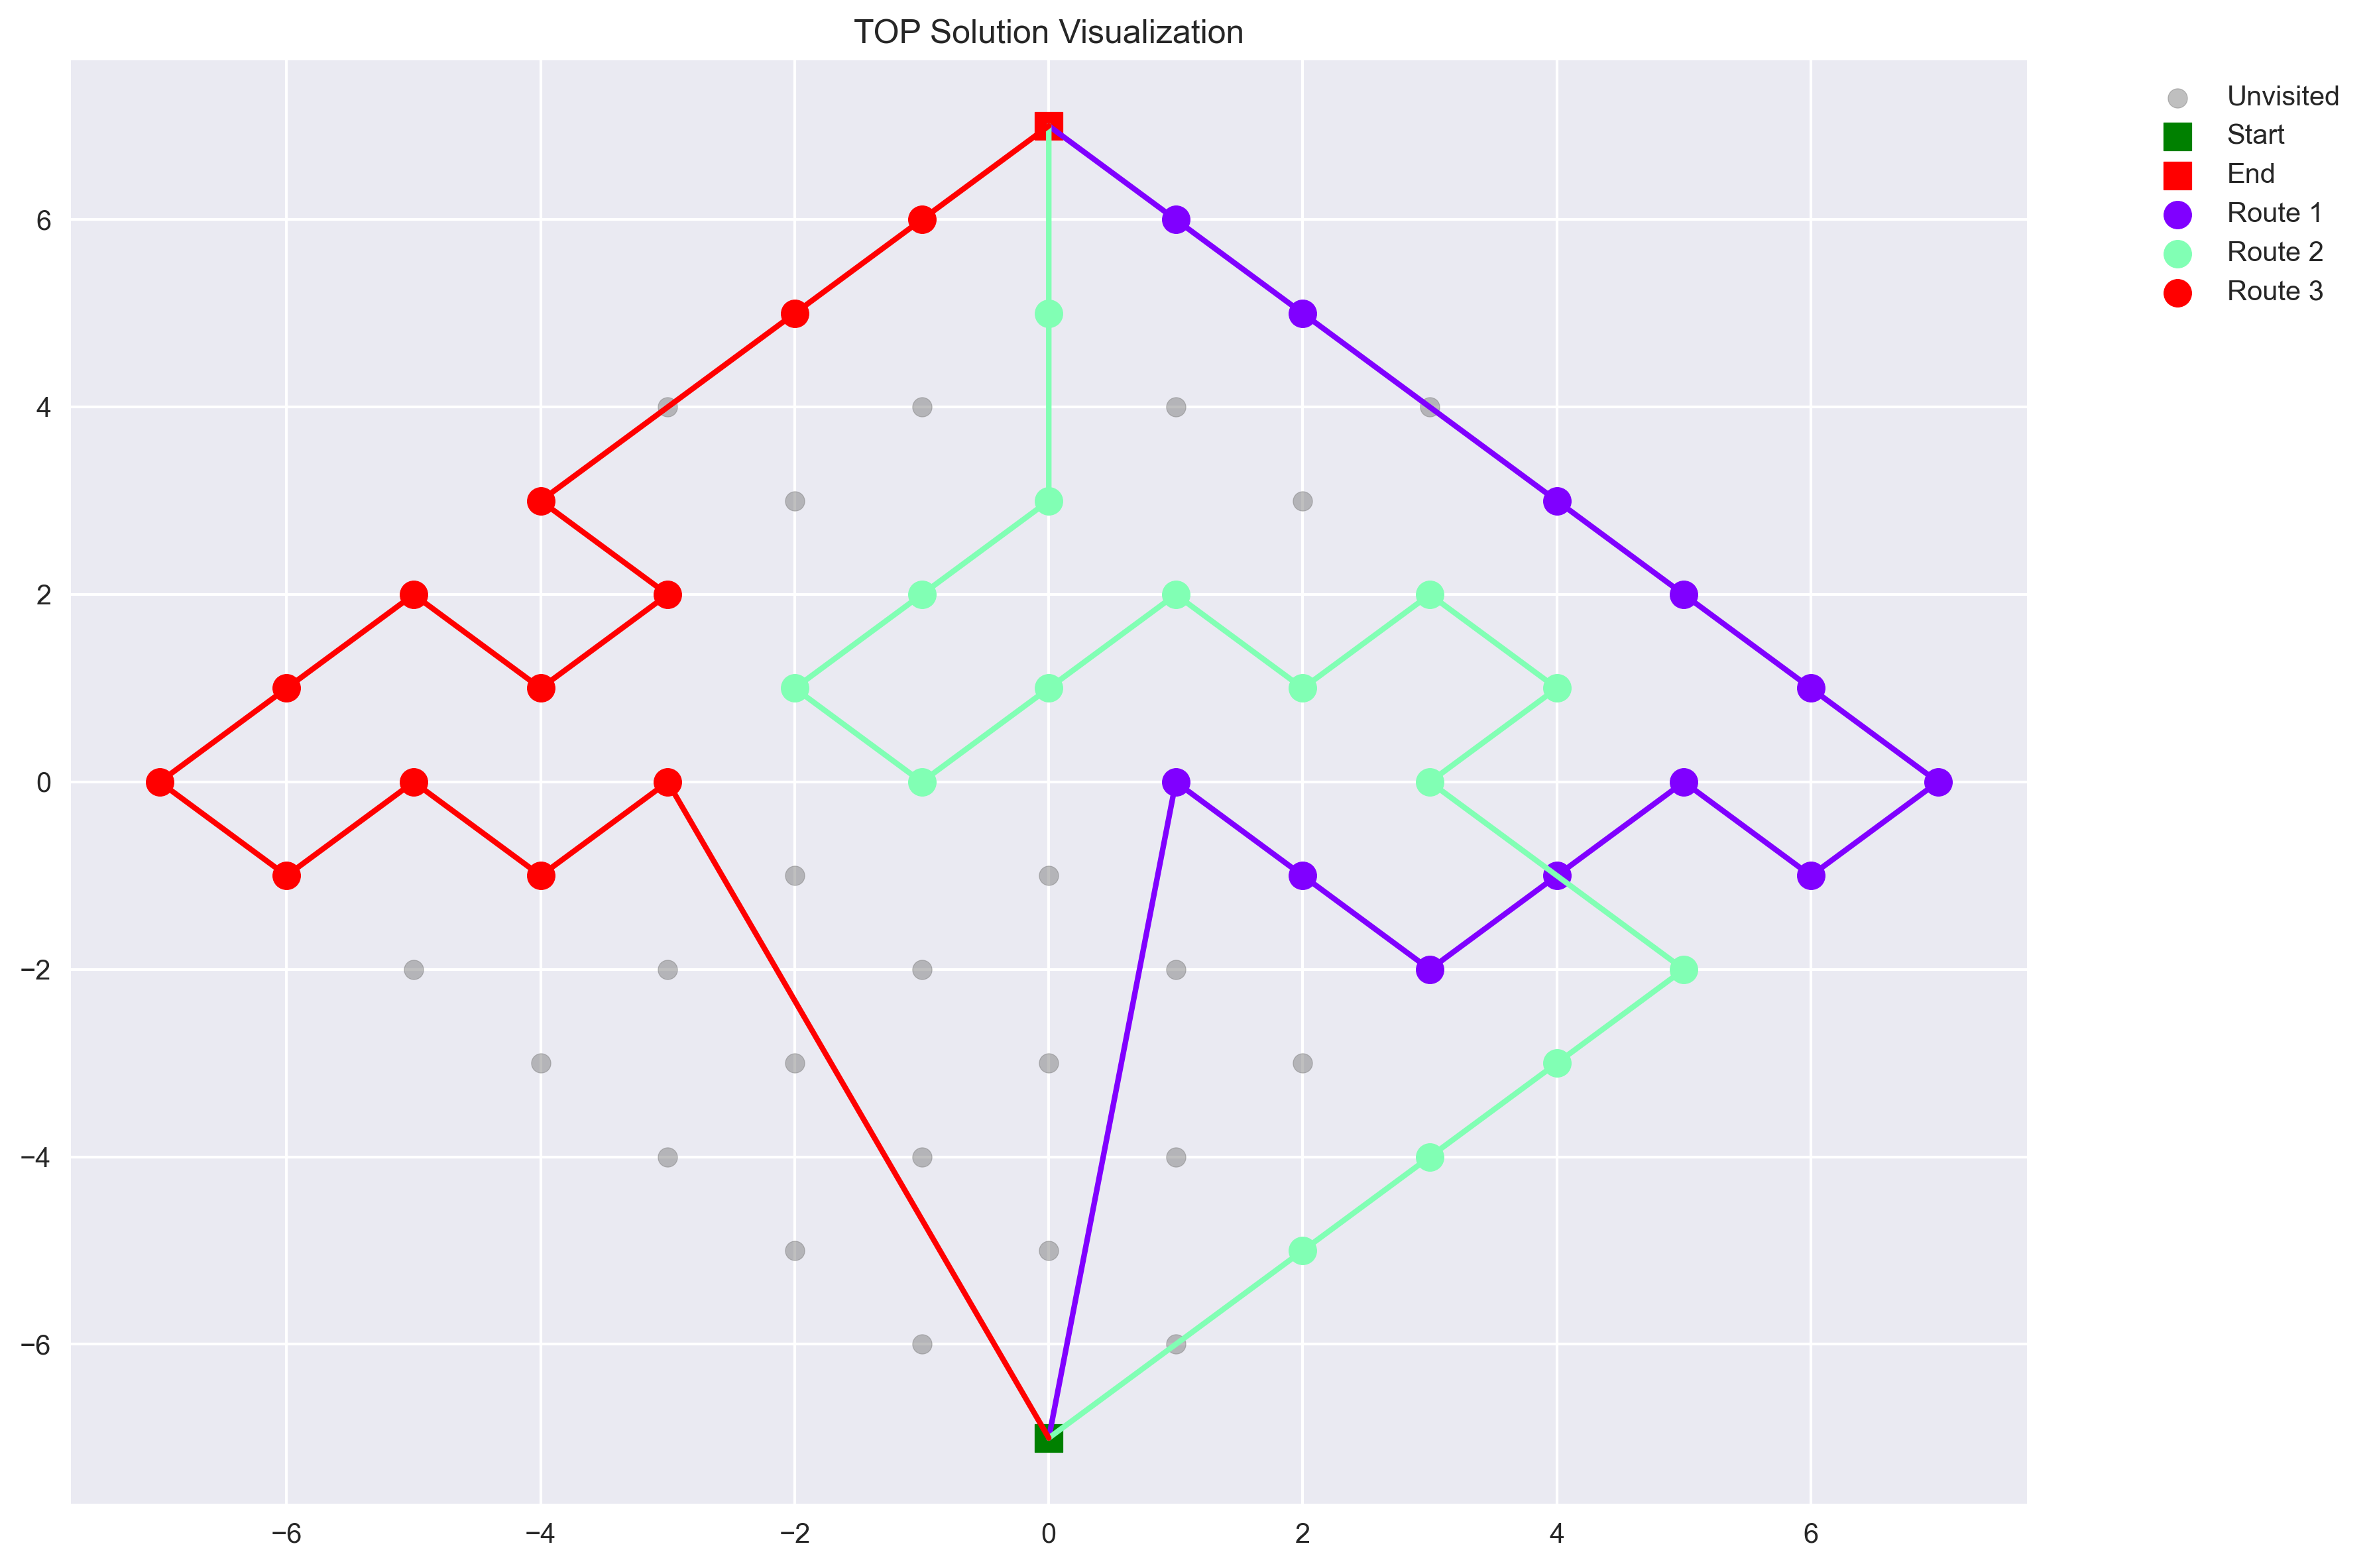 TOP Solution Visualization
Unvisited
Start
End
Route 1
Route 2
Route 3
6
4
2
0
−2
−4
−6
−6 −4 −2 0 2 4 6